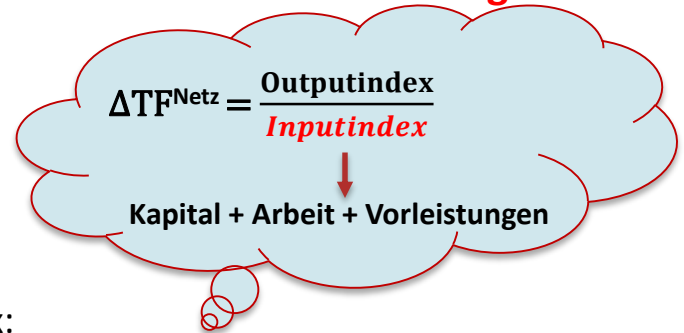 Outputindex
ΔTF^Netz =
Inputindex
Kapital + Arbeit + Vorleistungen